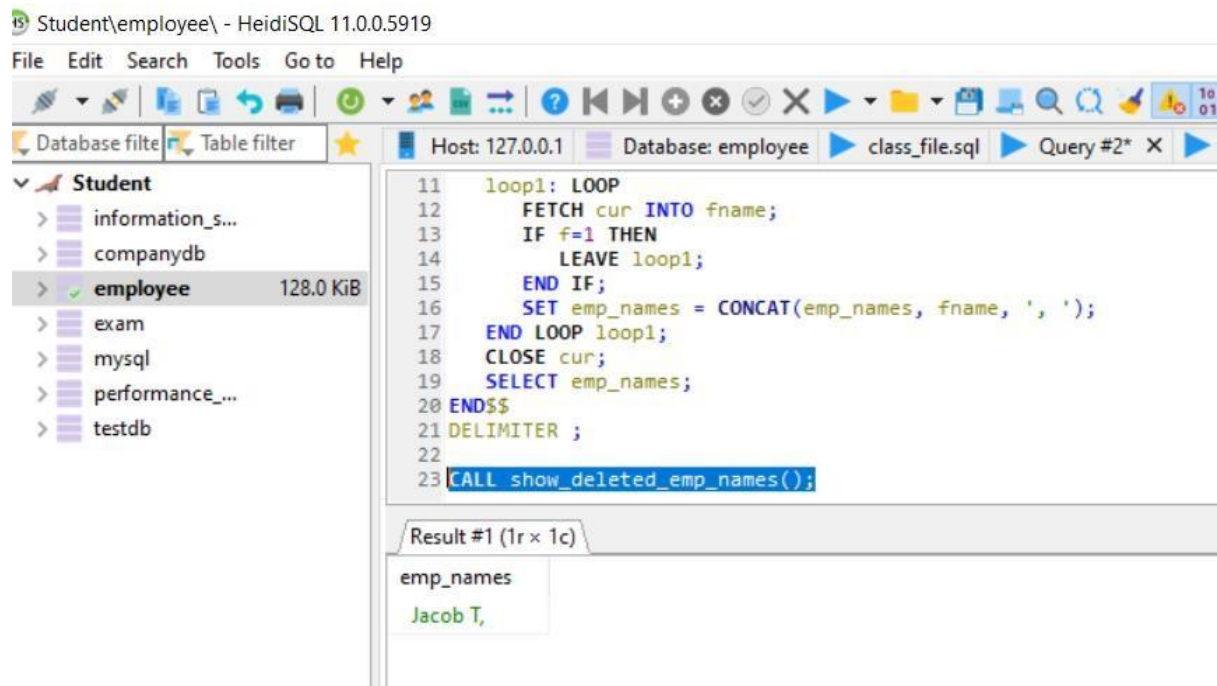 Student\employee\ - HeidiSQL 11.0.0.5919
File Edit Search Tools Go to Help
Database filte Table filter Host: 127.0.0.1 Database: employee class_file.sql Query #2*
Student
information_s...
companydb
employee 128.0 KiB
exam
mysql
performance_...
testdb
11 loop1: LOOP
12 FETCH cur INTO fname;
13 IF f=1 THEN
14 LEAVE loop1;
15 END IF;
16 SET emp_names = CONCAT(emp_names, fname, ', ');
17 END LOOP loop1;
18 CLOSE cur;
19 SELECT emp_names;
20 END$$
21 DELIMITER ;
22
23 CALL show_deleted_emp_names();
Result #1 (1r × 1c)
emp_names
Jacob T,